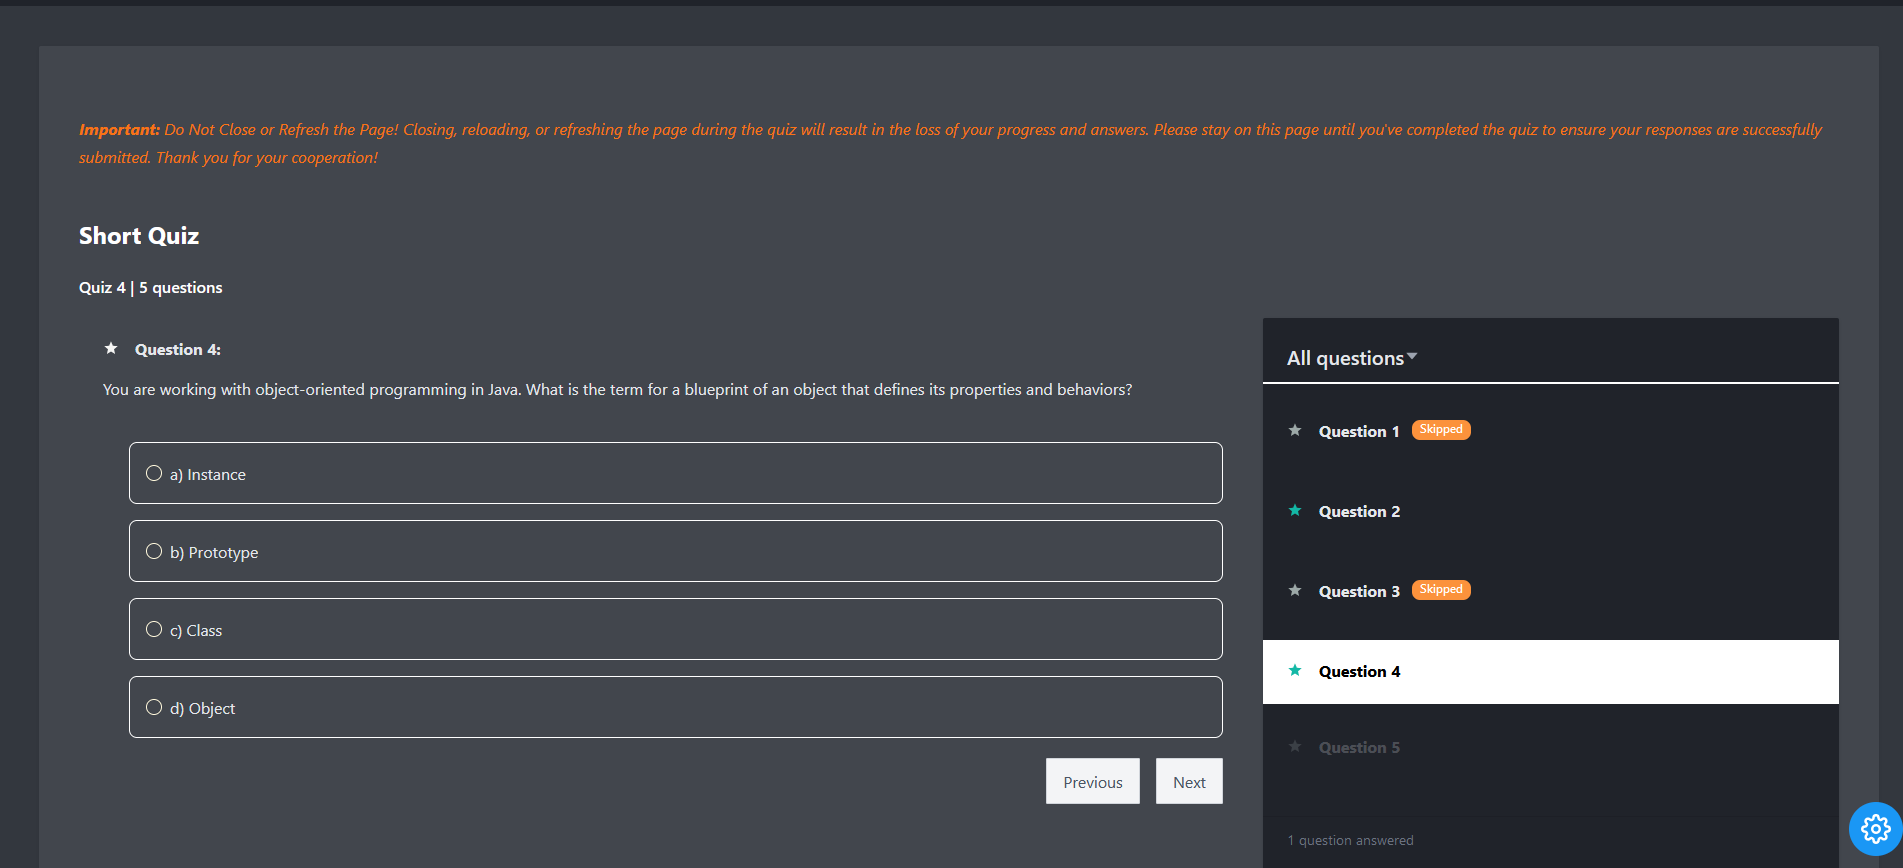 Important: Do Not Close or Refresh the Page! Closing, reloading, or refreshing the page during the quiz will result in the loss of your progress and answers. Please stay on this page until you've completed the quiz to ensure your responses are successfully
submitted. Thank you for your cooperation!
Short Quiz
Quiz 4 | 5 questions
Question 4:
You are working with object-oriented programming in Java. What is the term for a blueprint of an object that defines its properties and behaviors?
a) Instance
b) Prototype
c) Class
d) Object
Previous
Next
All questions
Question 1 Skipped
Question 2
Question 3 Skipped
Question 4
Question 5
1 question answered